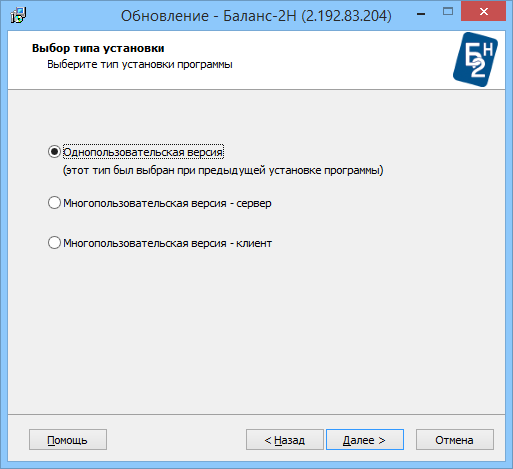 Обновление - Баланс-2Н (2.192.83.204)
Выбор типа установки
Выберите тип установки программы
Б2Н
Однопользовательская версия
(этот тип был выбран при предыдущей установке программы)
Многопользовательская версия - сервер
Многопользовательская версия - клиент
Помощь
< Назад
Далее >
Отмена